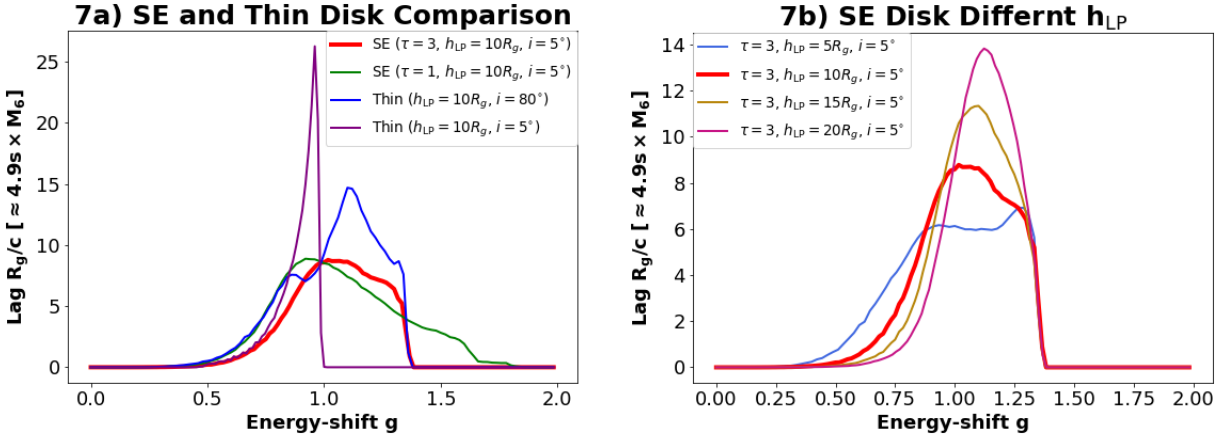 7a) SE and Thin Disk Comparison
SE (τ = 3, h_LP = 10R_g, i = 5°)
SE (τ = 1, h_LP = 10R_g, i = 5°)
Thin (h_LP = 10R_g, i = 80°)
Thin (h_LP = 10R_g, i = 5°)
Lag R_g/c [ ≈ 4.9s × M_6]
25
20
15
10
5
0
0.0 0.5 1.0 1.5 2.0
Energy-shift g
7b) SE Disk Differnt h_LP
τ = 3, h_LP = 5R_g, i = 5°
τ = 3, h_LP = 10R_g, i = 5°
τ = 3, h_LP = 15R_g, i = 5°
τ = 3, h_LP = 20R_g, i = 5°
Lag R_g/c [ ≈ 4.9s × M_6]
14
12
10
8
6
4
2
0
0.00 0.25 0.50 0.75 1.00 1.25 1.50 1.75 2.00
Energy-shift g